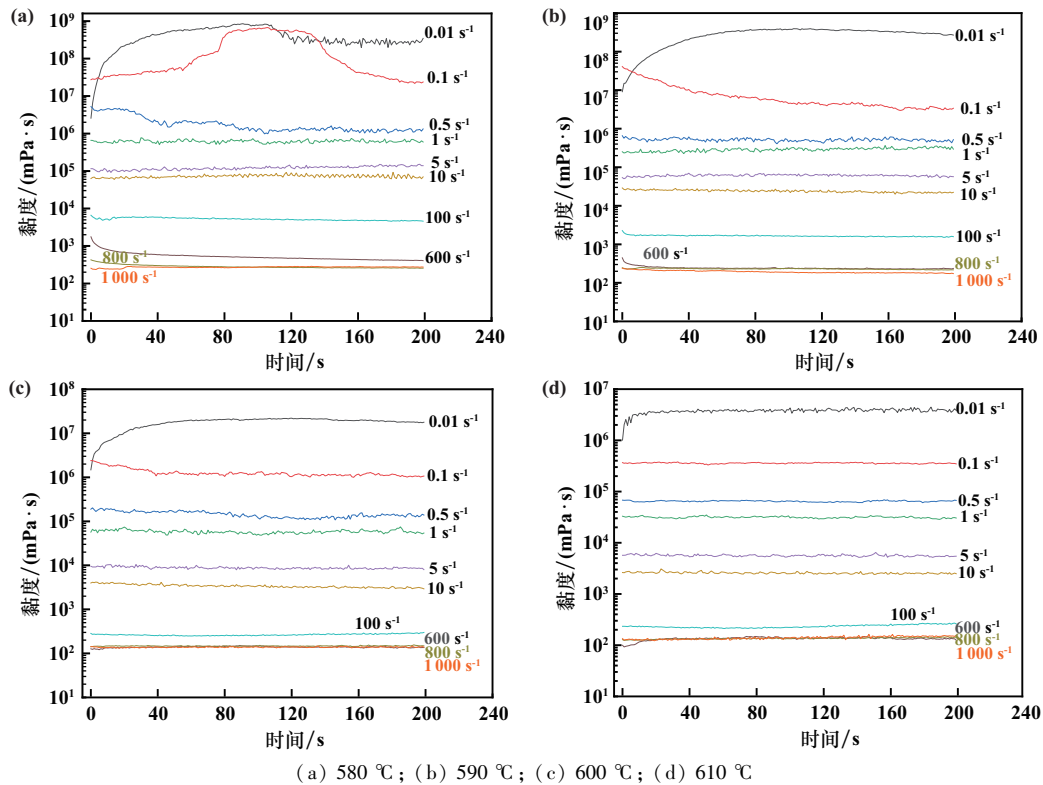 (a)
10⁹
10⁸
10⁷
10⁶
10⁵
10⁴
10³
10²
10¹
黏度/(mPa·s)
0.01 s⁻¹
0.1 s⁻¹
0.5 s⁻¹
1 s⁻¹
5 s⁻¹
10 s⁻¹
100 s⁻¹
800 s⁻¹
600 s⁻¹
1 000 s⁻¹
0 40 80 120 160 200 240
时间/s
(b)
10⁹
10⁸
10⁷
10⁶
10⁵
10⁴
10³
10²
10¹
黏度/(mPa·s)
0.01 s⁻¹
0.1 s⁻¹
0.5 s⁻¹
1 s⁻¹
5 s⁻¹
10 s⁻¹
100 s⁻¹
600 s⁻¹
800 s⁻¹
1 000 s⁻¹
0 40 80 120 160 200 240
时间/s
(c)
10⁸
10⁷
10⁶
10⁵
10⁴
10³
10²
10¹
黏度/(mPa·s)
0.01 s⁻¹
0.1 s⁻¹
0.5 s⁻¹
1 s⁻¹
5 s⁻¹
10 s⁻¹
100 s⁻¹
600 s⁻¹
800 s⁻¹
1 000 s⁻¹
0 40 80 120 160 200 240
时间/s
(d)
10⁷
10⁶
10⁵
10⁴
10³
10²
10¹
黏度/(mPa·s)
0.01 s⁻¹
0.1 s⁻¹
0.5 s⁻¹
1 s⁻¹
5 s⁻¹
10 s⁻¹
100 s⁻¹
600 s⁻¹
800 s⁻¹
1 000 s⁻¹
0 40 80 120 160 200 240
时间/s
(a) 580 ℃; (b) 590 ℃; (c) 600 ℃; (d) 610 ℃